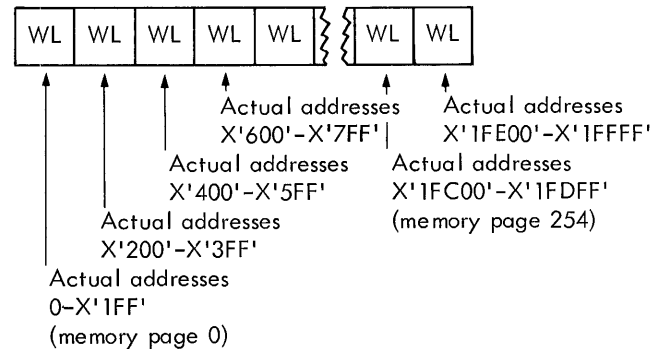 WL WL WL WL WL WL WL
Actual addresses
X'600'-X'7FF'
Actual addresses
X'1FE00'-X'1FFFF'
Actual addresses
X'400'-X'5FF'
Actual addresses
X'1FC00'-X'1FDFF'
(memory page 254)
Actual addresses
X'200'-X'3FF'
Actual addresses
0-X'1FF'
(memory page 0)